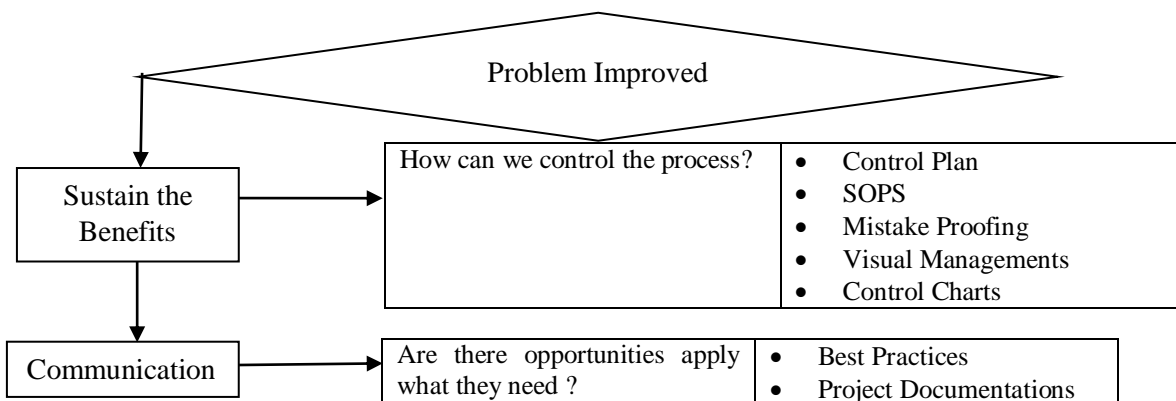 Problem Improved
Sustain the
Benefits
How can we control the process?
• Control Plan
• SOPS
• Mistake Proofing
• Visual Managements
• Control Charts
Communication
Are there opportunities apply
what they need ?
• Best Practices
• Project Documentations